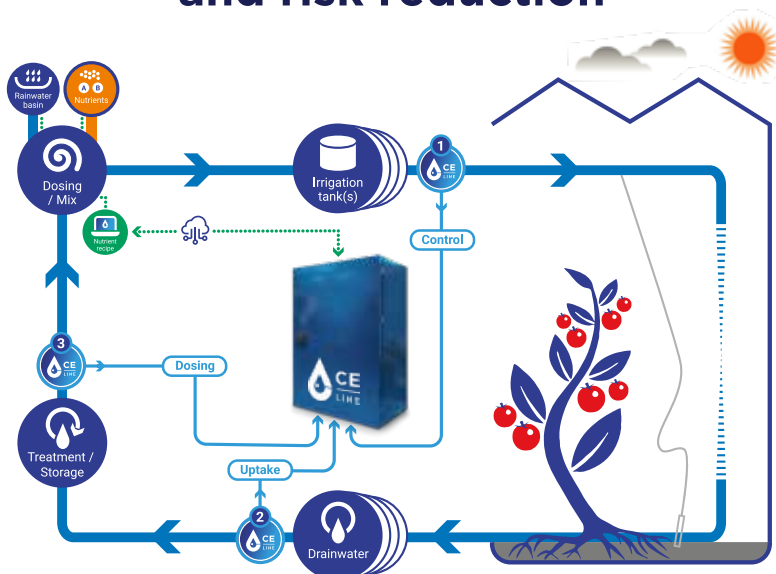 and risk reduction
Rainwater
basin
A B
Nutrients
Dosing
/ Mix
Irrigation
tank(s)
1
CE
LINE
Nutrient
recipe
Control
3
CE
LINE
Dosing
CE
LINE
Treatment /
Storage
Uptake
2
CE
LINE
Drainwater